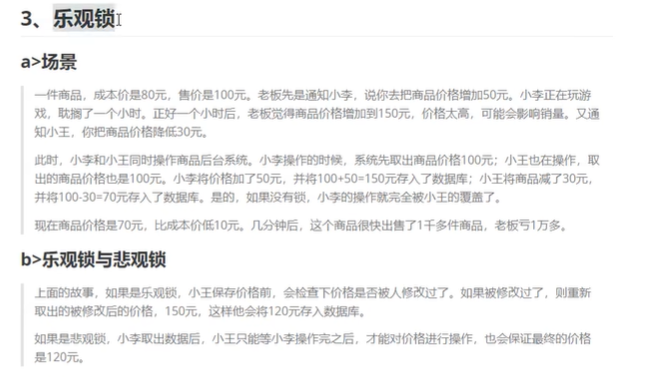 3、乐观锁
a>场景
一件商品，成本价是80元，售价是100元。老板先是通知小李，说你去把商品价格增加50元。小李正在玩游
戏，耽搁了一个小时。正好一个小时后，老板觉得商品价格增加到150元，价格太高，可能会影响销量。又通
知小王，你把商品价格降低30元。
此时，小李和小王同时操作商品后台系统。小李操作的时候，系统先取出商品价格100元；小王也在操作，取
出的商品价格也是100元。小李将价格加了50元，并将100+50=150元存入了数据库；小王将商品减了30元，
并将100-30=70元存入了数据库。是的，如果没有锁，小李的操作就完全被小王的覆盖了。
现在商品价格是70元，比成本价低10元。几分钟后，这个商品很快出售了1千多件商品，老板亏1万多。
b>乐观锁与悲观锁
上面的故事，如果是乐观锁，小王保存价格前，会检查下价格是否被人修改过了。如果被修改过了，则重新
取出的被修改后的价格，150元，这样他会将120元存入数据库。
如果是悲观锁，小李取出数据后，小王只能等小李操作完之后，才能对价格进行操作，也会保证最终的价格
是120元。